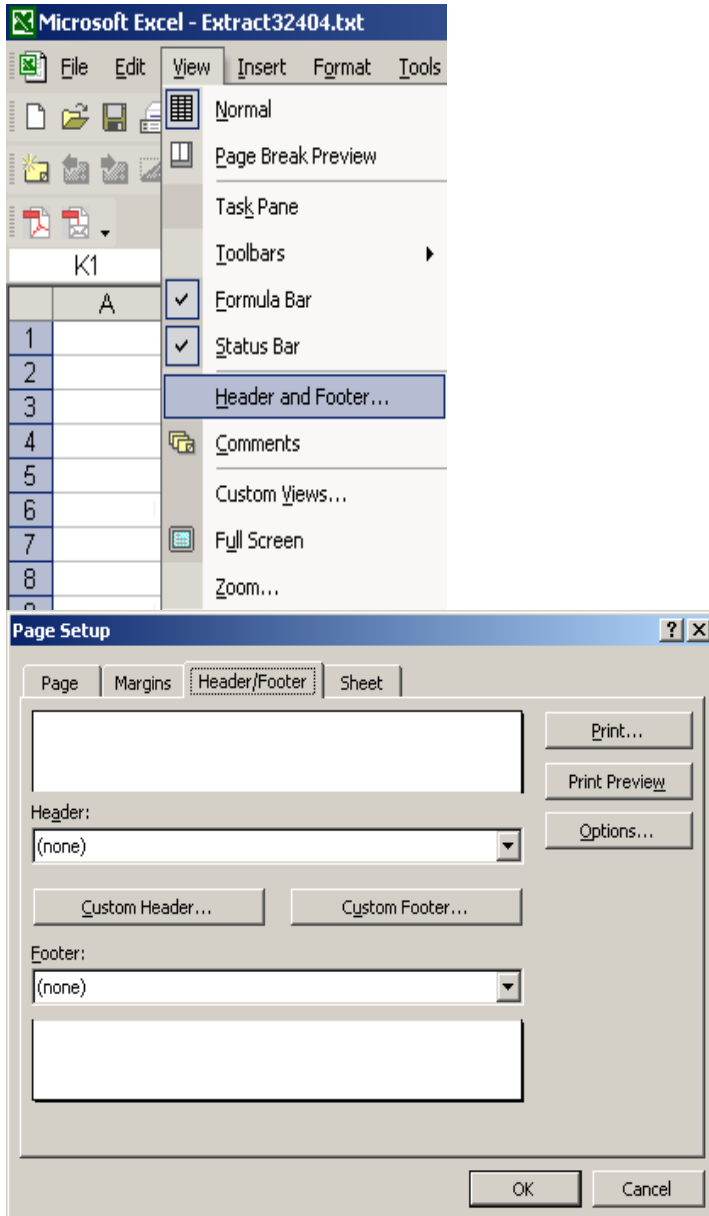 Microsoft Excel - Extract32404.txt
File Edit View Insert Format Tools
Normal
Page Break Preview
Task Pane
Toolbars
K1
Formula Bar
A
1
Status Bar
2
Header and Footer...
3
4
Comments
5
Custom Views...
6
7
Full Screen
8
Zoom...
Page Setup
Page Margins Header/Footer Sheet
Print...
Print Preview
Header:
Options...
(none)
Custom Header... Custom Footer...
Footer:
(none)
OK Cancel